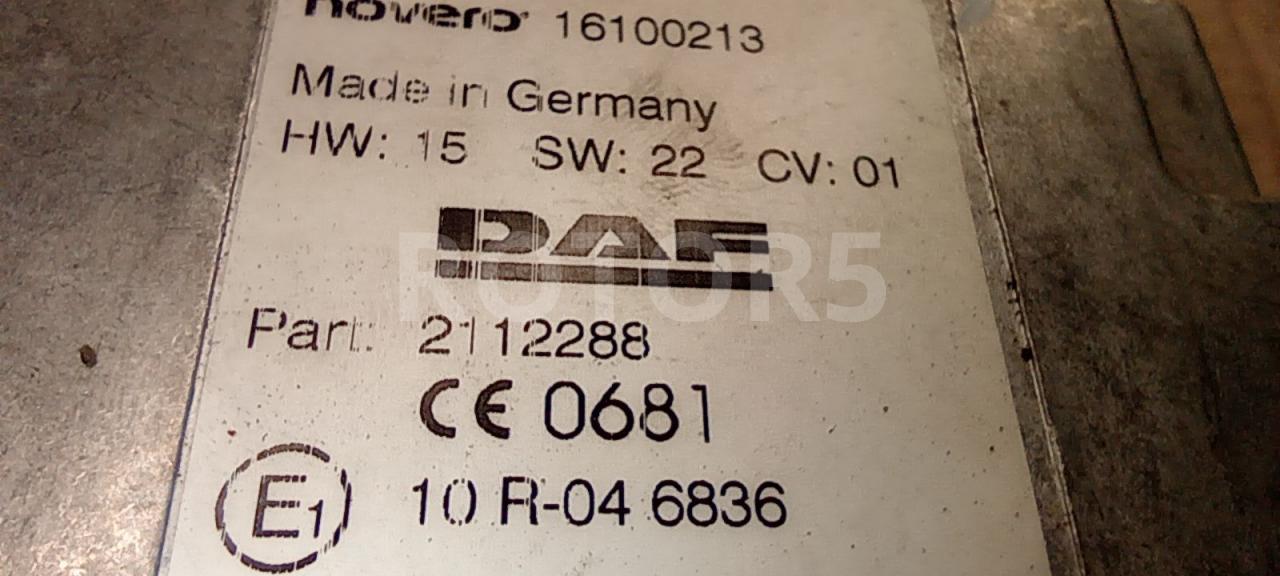 novero 16100213
Made in Germany
HW: 15 SW: 22 CV: 01
DAF
ROTOR5
Part: 2112288
CE 0681
E1 10 R-04 6836